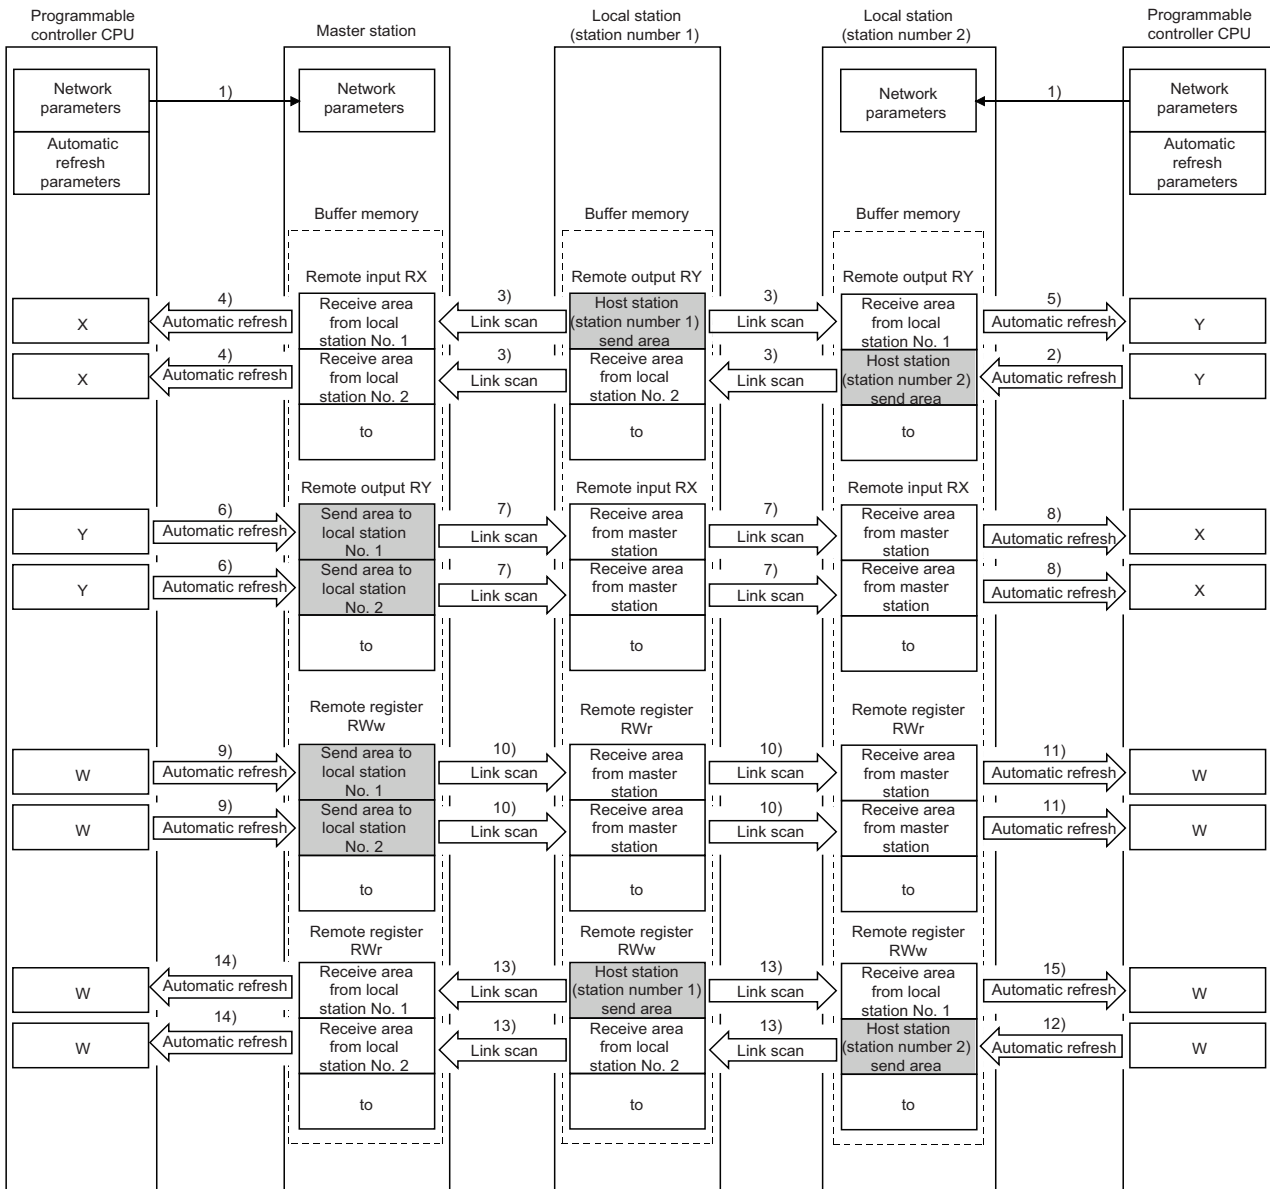 Programmable
controller CPU
Master station
Local station
(station number 1)
Local station
(station number 2)
Programmable
controller CPU
Network
parameters
1)
Network
parameters
Network
parameters
1)
Network
parameters
Automatic
refresh
parameters
Automatic
refresh
parameters
Buffer memory
Buffer memory
Buffer memory
Remote input RX
Remote output RY
Remote output RY
X
4)
Automatic refresh
Receive area
from local
station No. 1
3)
Link scan
Host station
(station number 1)
send area
3)
Link scan
Receive area
from local
station No. 1
5)
Automatic refresh
Y
X
4)
Automatic refresh
Receive area
from local
station No. 2
3)
Link scan
Receive area
from local
station No. 2
3)
Link scan
Host station
(station number 2)
send area
2)
Automatic refresh
Y
to
to
to
Remote output RY
Remote input RX
Remote input RX
Y
6)
Automatic refresh
Send area to
local station
No. 1
7)
Link scan
Receive area
from master
station
7)
Link scan
Receive area
from master
station
8)
Automatic refresh
X
Y
6)
Automatic refresh
Send area to
local station
No. 2
7)
Link scan
Receive area
from master
station
7)
Link scan
Receive area
from master
station
8)
Automatic refresh
X
to
to
to
Remote register
RWw
Remote register
RWr
Remote register
RWr
W
9)
Automatic refresh
Send area to
local station
No. 1
10)
Link scan
Receive area
from master
station
10)
Link scan
Receive area
from master
station
11)
Automatic refresh
W
W
9)
Automatic refresh
Send area to
local station
No. 2
10)
Link scan
Receive area
from master
station
10)
Link scan
Receive area
from master
station
11)
Automatic refresh
W
to
to
to
Remote register
RWr
Remote register
RWw
Remote register
RWw
W
14)
Automatic refresh
Receive area
from local
station No. 1
13)
Link scan
Host station
(station number 1)
send area
13)
Link scan
Receive area
from local
station No. 1
15)
Automatic refresh
W
W
14)
Automatic refresh
Receive area
from local
station No. 2
13)
Link scan
Receive area
from local
station No. 2
13)
Link scan
Host station
(station number 2)
send area
12)
Automatic refresh
W
to
to
to